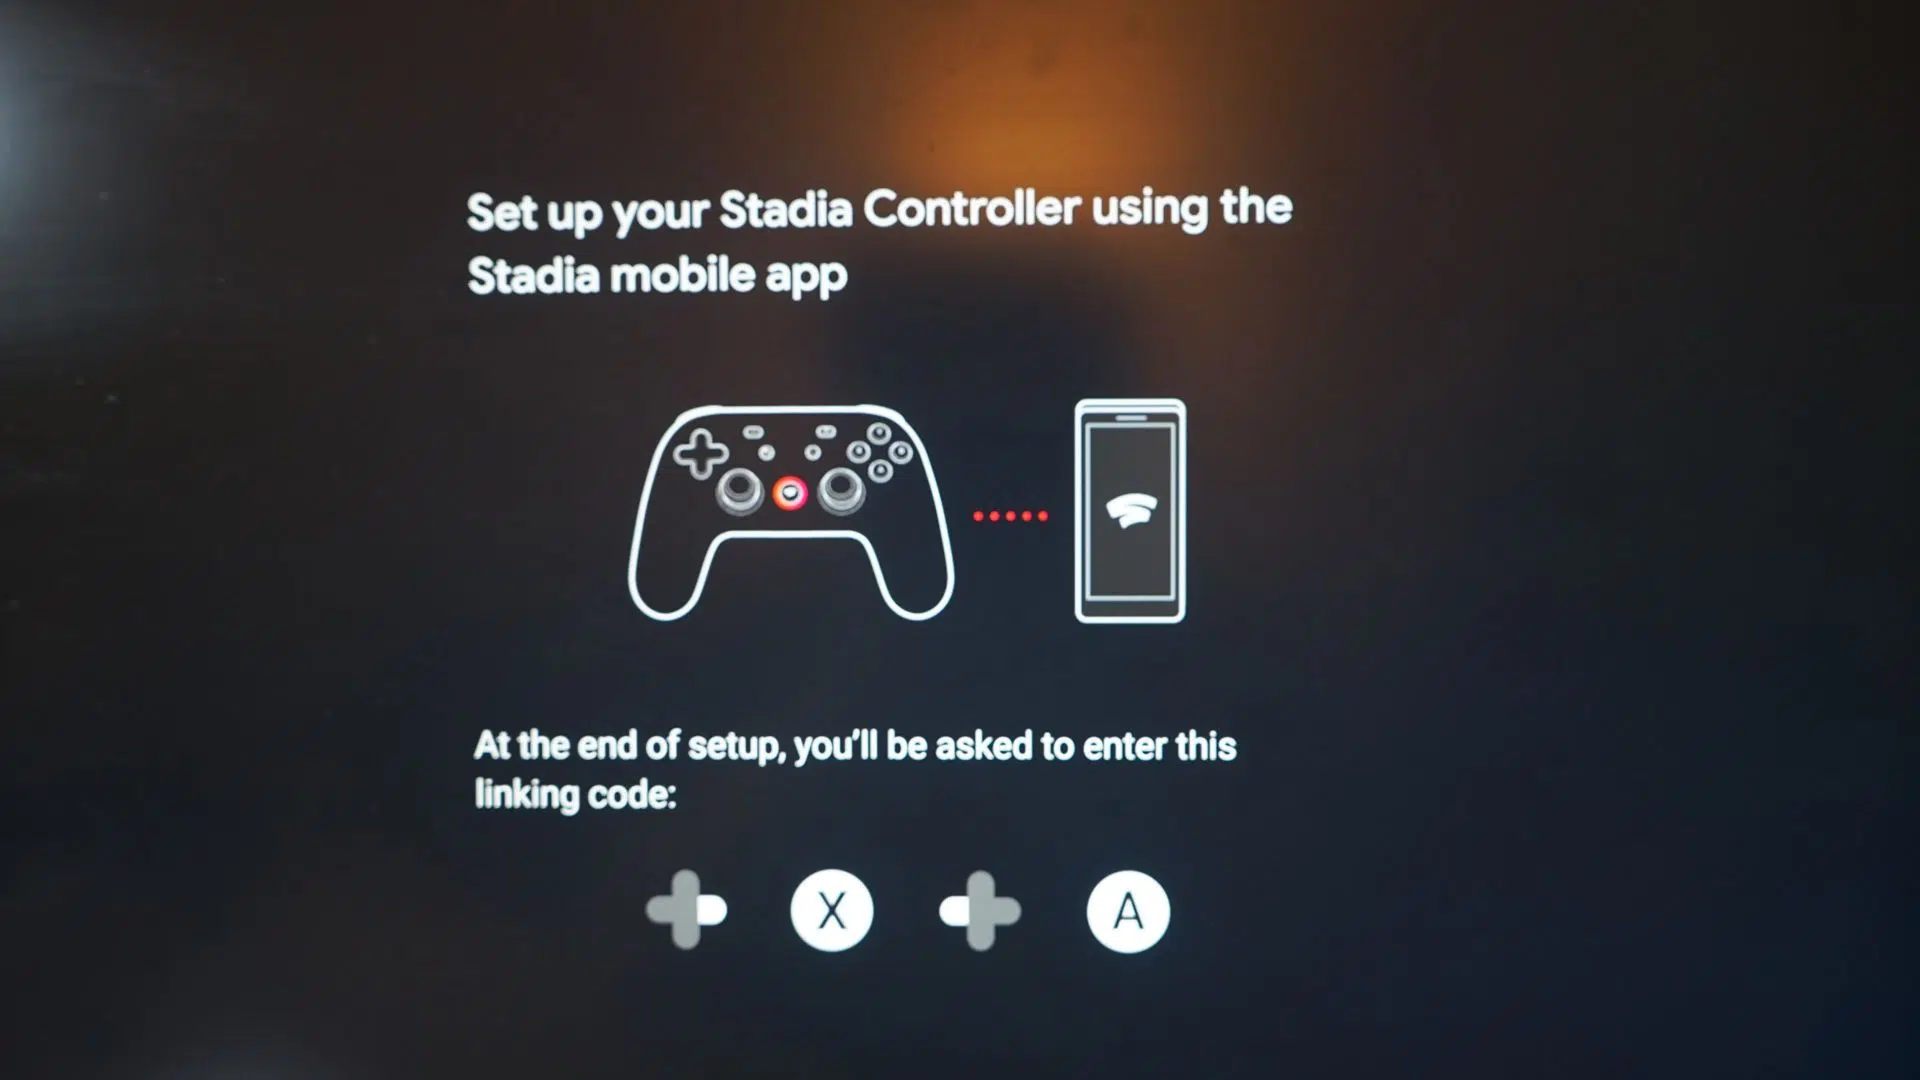 Set up your Stadia Controller using the
Stadia mobile app
At the end of setup, you'll be asked to enter this
linking code:
X A